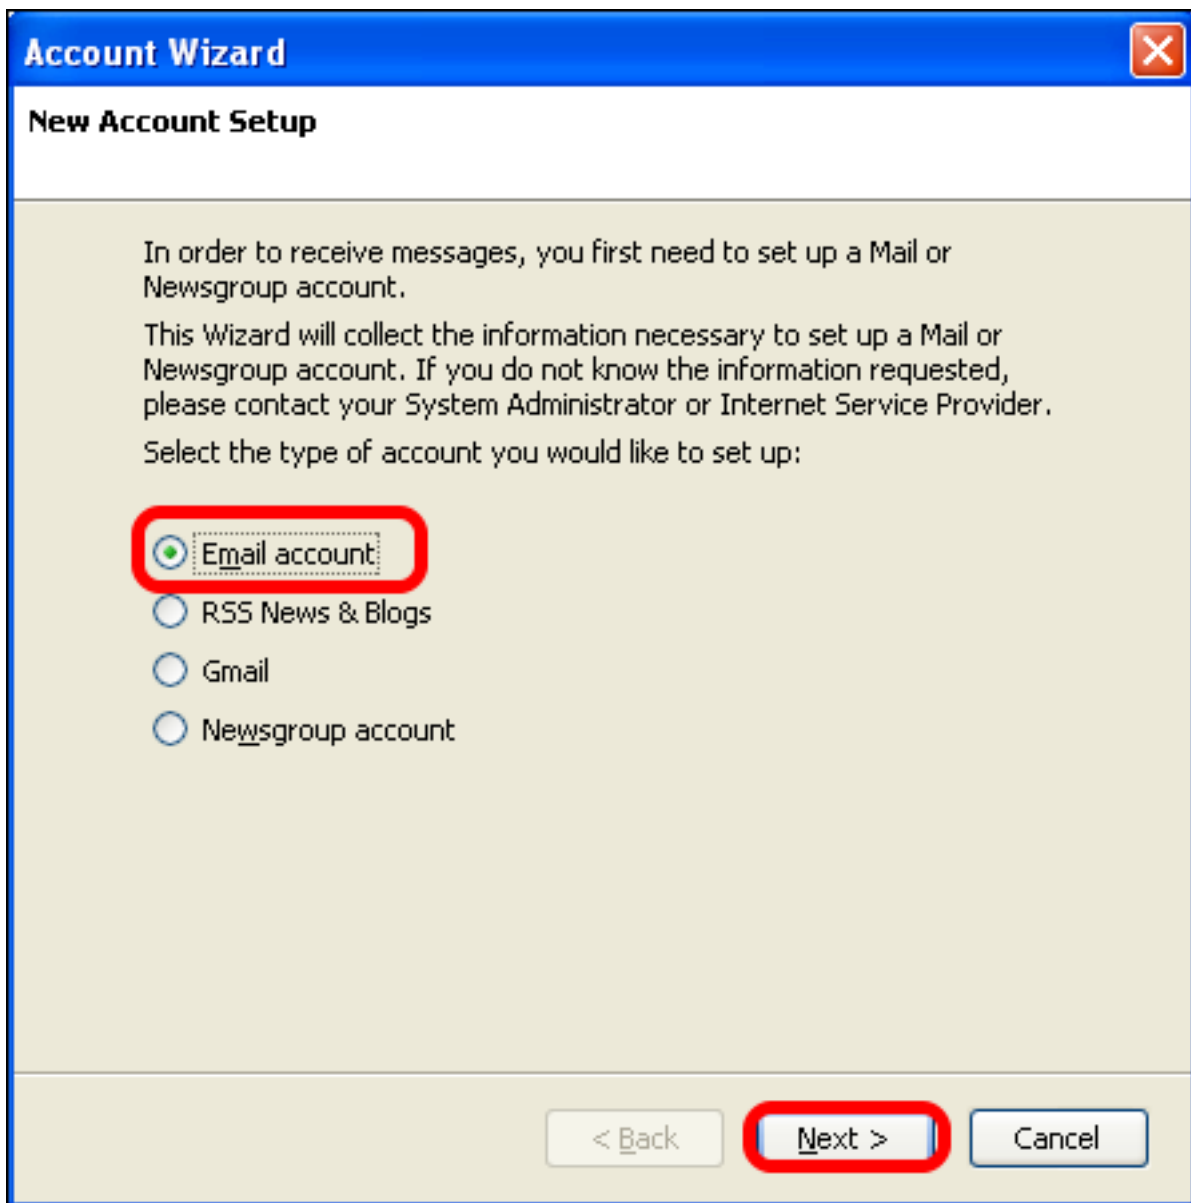 Account Wizard
New Account Setup
In order to receive messages, you first need to set up a Mail or
Newsgroup account.
This Wizard will collect the information necessary to set up a Mail or
Newsgroup account. If you do not know the information requested,
please contact your System Administrator or Internet Service Provider.
Select the type of account you would like to set up:
Email account
RSS News & Blogs
Gmail
Newsgroup account
< Back Next > Cancel